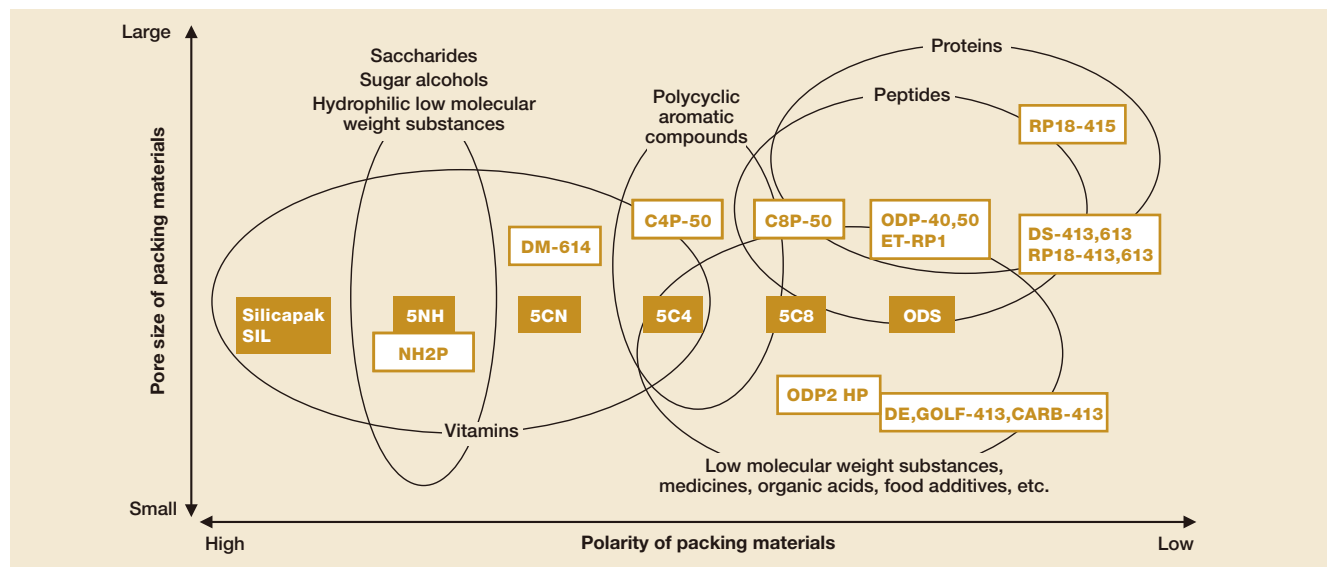 Large
Proteins
Saccharides
Sugar alcohols
Hydrophilic low molecular
weight substances
Polycyclic
aromatic
compounds
Peptides
RP18-415
Pore size of packing materials
C4P-50
C8P-50
ODP-40,50
ET-RP1
DM-614
DS-413,613
RP18-413,613
Silicapak
SIL
5NH
5CN
5C4
5C8
ODS
NH2P
ODP2 HP
DE,GOLF-413,CARB-413
Vitamins
Low molecular weight substances,
medicines, organic acids, food additives, etc.
Small
High
Polarity of packing materials
Low